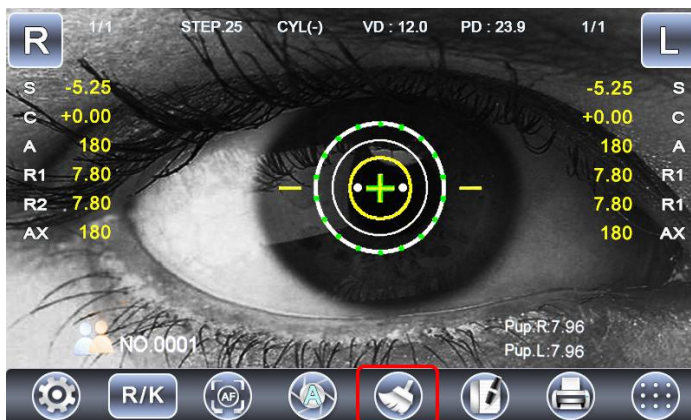 R 1/1 STEP.25 CYL(-) VD : 12.0 PD : 23.9 1/1 L
S -5.25 -5.25 S
C +0.00 +0.00 C
A 180 180 A
R1 7.80 7.80 R1
R2 7.80 7.80 R1
AX 180 180 AX
NO.0001 Pup.R:7.96
Pup.L:7.96
R/K AF A